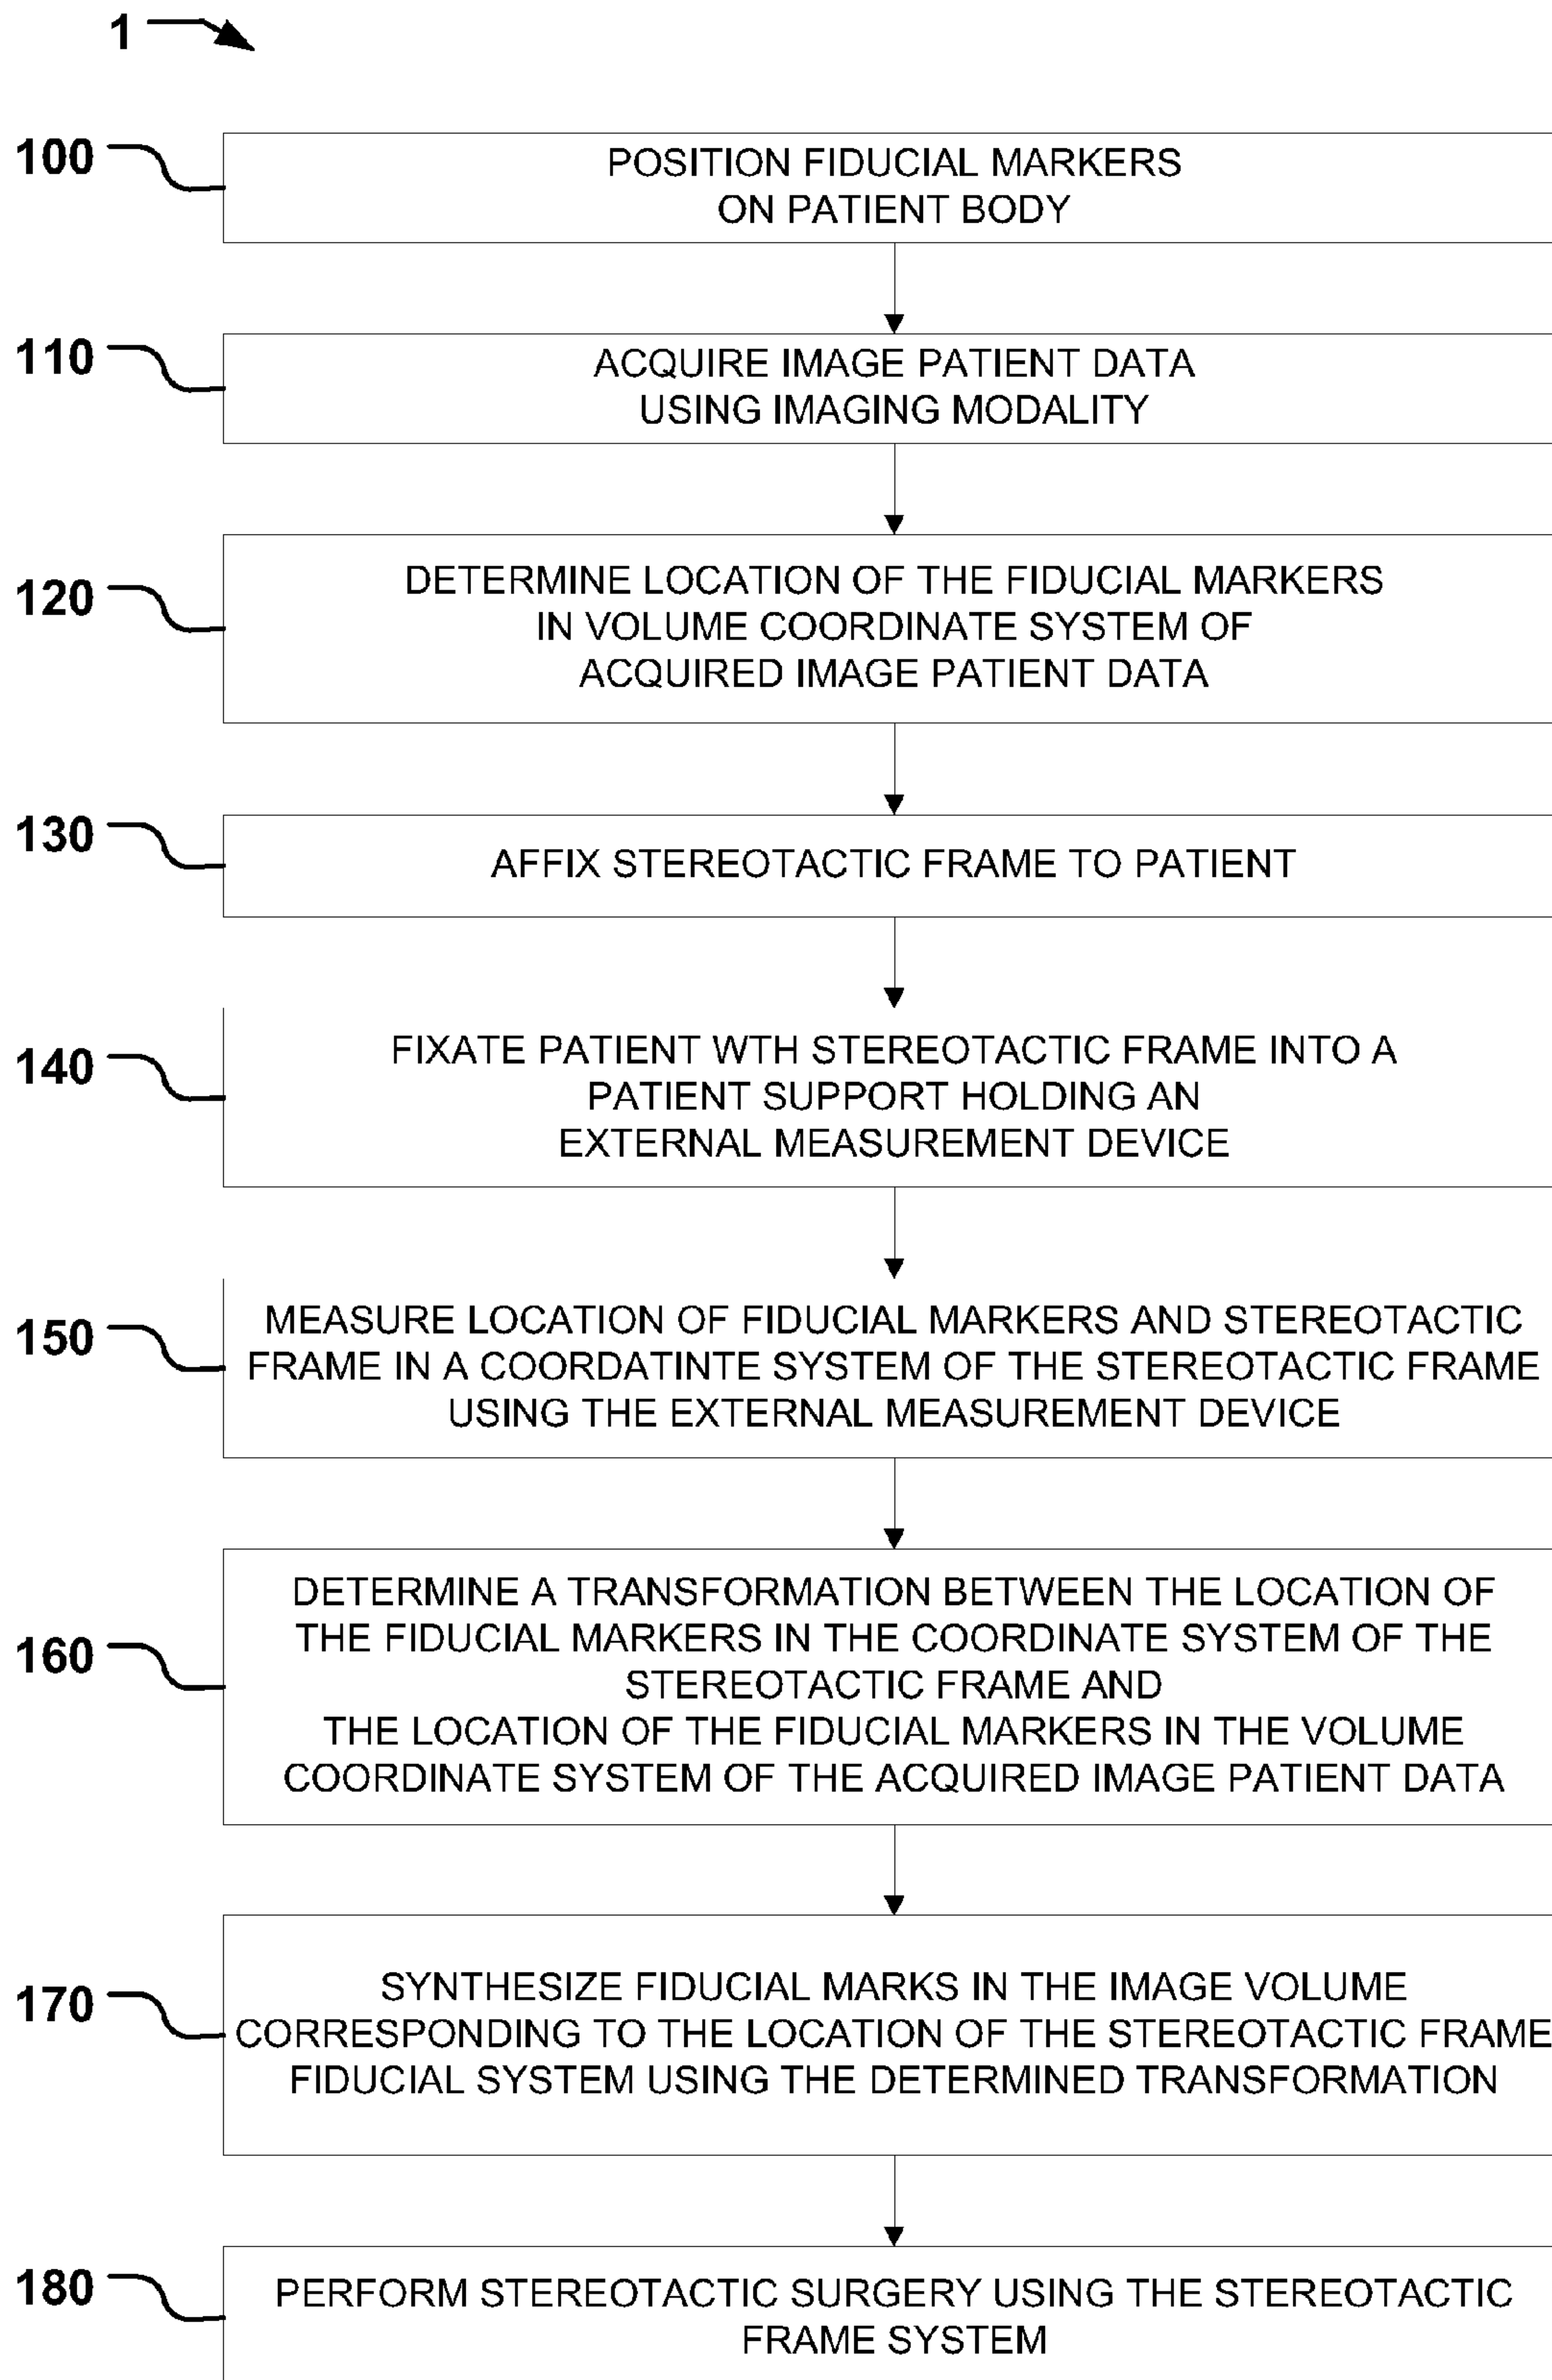 1
100
POSITION FIDUCIAL MARKERS
ON PATIENT BODY
110
ACQUIRE IMAGE PATIENT DATA
USING IMAGING MODALITY
120
DETERMINE LOCATION OF THE FIDUCIAL MARKERS
IN VOLUME COORDINATE SYSTEM OF
ACQUIRED IMAGE PATIENT DATA
130
AFFIX STEREOTACTIC FRAME TO PATIENT
140
FIXATE PATIENT WTH STEREOTACTIC FRAME INTO A
PATIENT SUPPORT HOLDING AN
EXTERNAL MEASUREMENT DEVICE
150
MEASURE LOCATION OF FIDUCIAL MARKERS AND STEREOTACTIC
FRAME IN A COORDATINTE SYSTEM OF THE STEREOTACTIC FRAME
USING THE EXTERNAL MEASUREMENT DEVICE
160
DETERMINE A TRANSFORMATION BETWEEN THE LOCATION OF
THE FIDUCIAL MARKERS IN THE COORDINATE SYSTEM OF THE
STEREOTACTIC FRAME AND
THE LOCATION OF THE FIDUCIAL MARKERS IN THE VOLUME
COORDINATE SYSTEM OF THE ACQUIRED IMAGE PATIENT DATA
170
SYNTHESIZE FIDUCIAL MARKS IN THE IMAGE VOLUME
CORRESPONDING TO THE LOCATION OF THE STEREOTACTIC FRAME
FIDUCIAL SYSTEM USING THE DETERMINED TRANSFORMATION
180
PERFORM STEREOTACTIC SURGERY USING THE STEREOTACTIC
FRAME SYSTEM